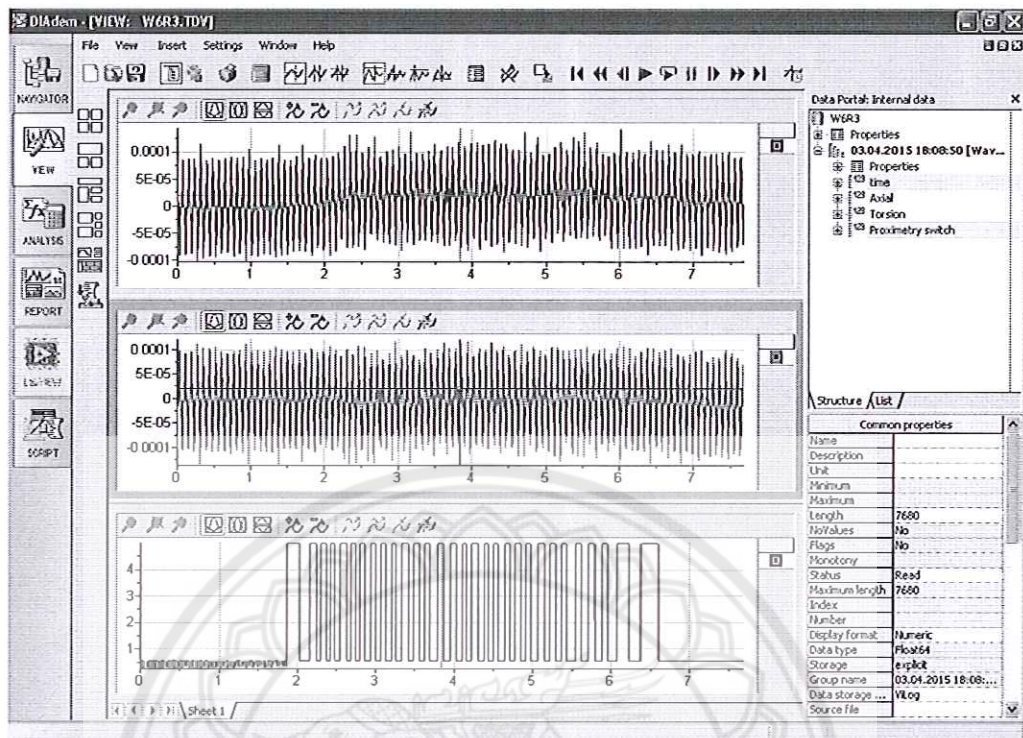 DIAdem - [VIEW: W6R3.TDV]
File View Insert Settings Window Help
NAVIGATOR
VIEW
ANALYSIS
REPORT
SCRIPT
0.0001
5E-05
0
-5E-05
-0.0001
0 1 2 3 4 5 6 7
0.0001
5E-05
0
-5E-05
-0.0001
0 1 2 3 4 5 6 7
4
3
2
1
0 1 2 3 4 5 6 7
Sheet 1
Data Portal: Internal data
W6R3
Properties
03.04.2015 18:08:50 [Wav...
Properties
time
Axial
Torsion
Proximetry switch
Structure List
Common properties
Name
Description
Unit
Minimum
Maximum
Length 7680
NoValues No
Flags No
Monotony
Status Read
Maximum length 7680
Index
Number
Display format Numeric
Data type Float64
Storage explicit
Group name 03.04.2015 18:08:...
Data storage ...
Source file